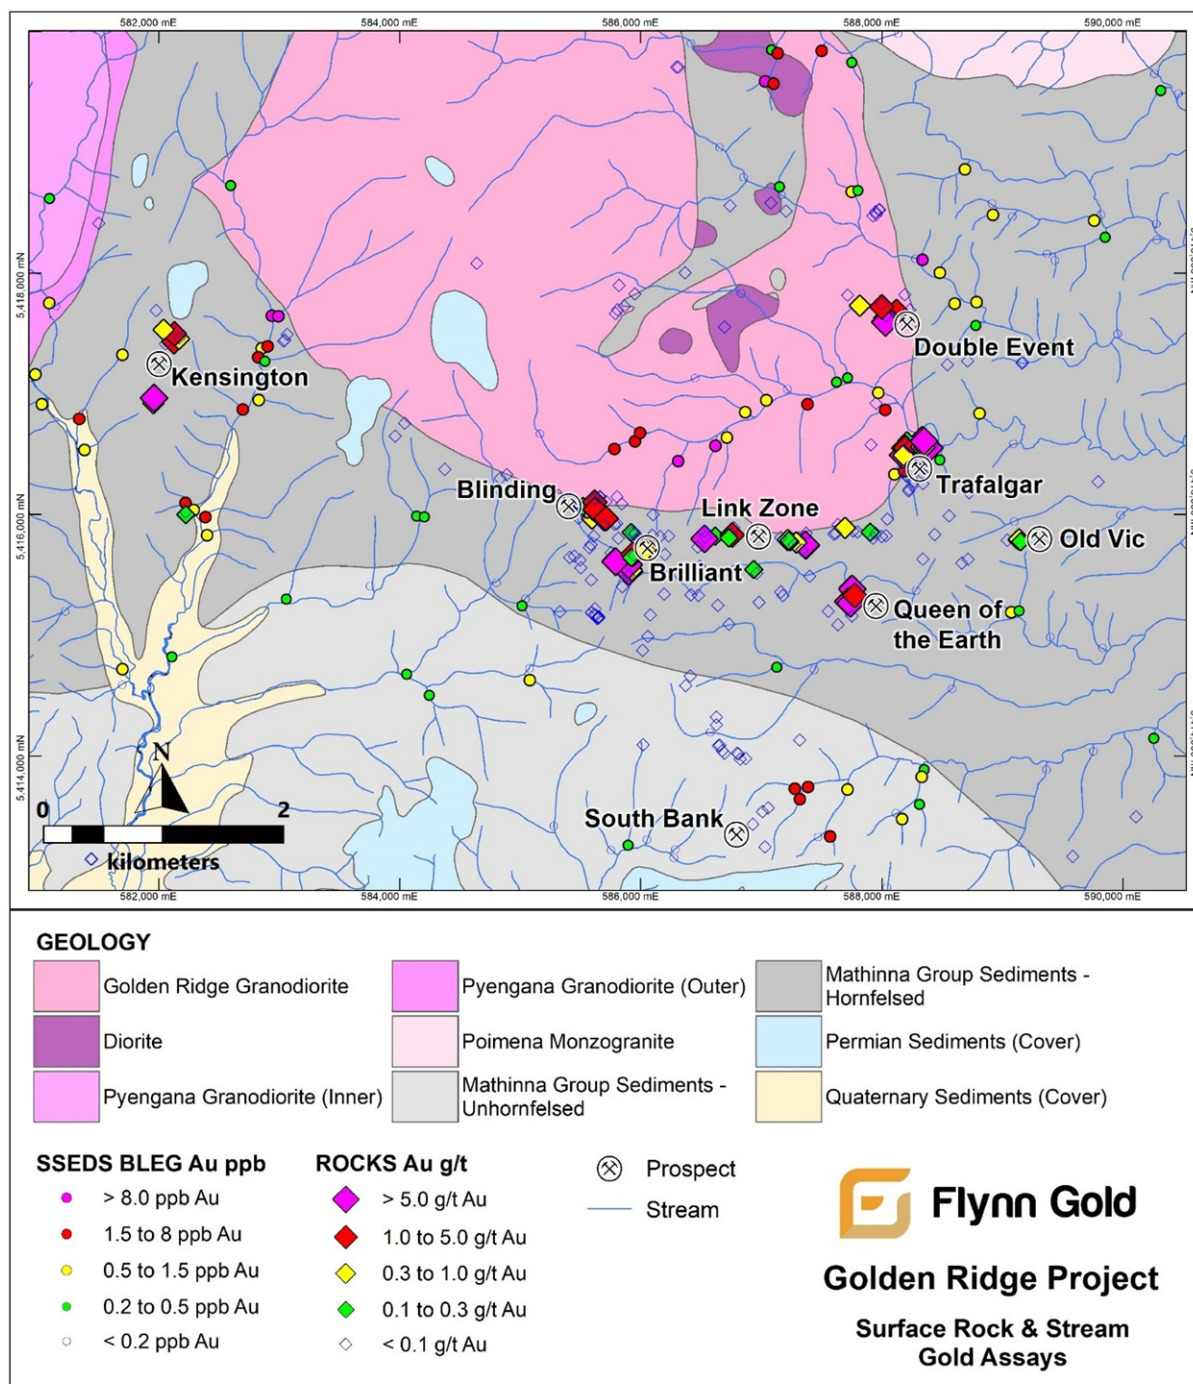 582,000 mE
584,000 mE
586,000 mE
588,000 mE
590,000 mE
5,418,000 mN
Double Event
Kensington
Blinding
Link Zone
Trafalgar
5,416,000 mN
Old Vic
Brilliant
Queen of
the Earth
N
5,414,000 mN
0
2
South Bank
kilometers
582,000 mE
584,000 mE
586,000 mE
588,000 mE
590,000 mE
GEOLOGY
Golden Ridge Granodiorite
Pyengana Granodiorite (Outer)
Mathinna Group Sediments -
Hornfelsed
Diorite
Poimena Monzogranite
Permian Sediments (Cover)
Pyengana Granodiorite (Inner)
Mathinna Group Sediments -
Unhornfelsed
Quaternary Sediments (Cover)
SSEDS BLEG Au ppb
> 8.0 ppb Au
1.5 to 8 ppb Au
0.5 to 1.5 ppb Au
0.2 to 0.5 ppb Au
< 0.2 ppb Au
ROCKS Au g/t
> 5.0 g/t Au
1.0 to 5.0 g/t Au
0.3 to 1.0 g/t Au
0.1 to 0.3 g/t Au
< 0.1 g/t Au
Prospect
Stream
Flynn Gold
Golden Ridge Project
Surface Rock & Stream
Gold Assays